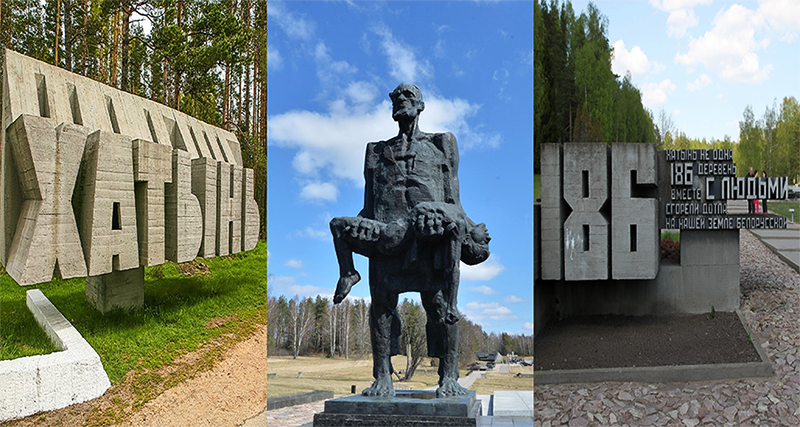 ХАТЫНЬ
186
ХАТЫНЬ НЕ ОДНА
186 ДЕРЕВЕНЬ
ВМЕСТЕ С ЛЮДЬМИ
СГОРЕЛИ ДОТЛА
НА НАШЕЙ ЗЕМЛЕ БЕЛОРУССКОЙ